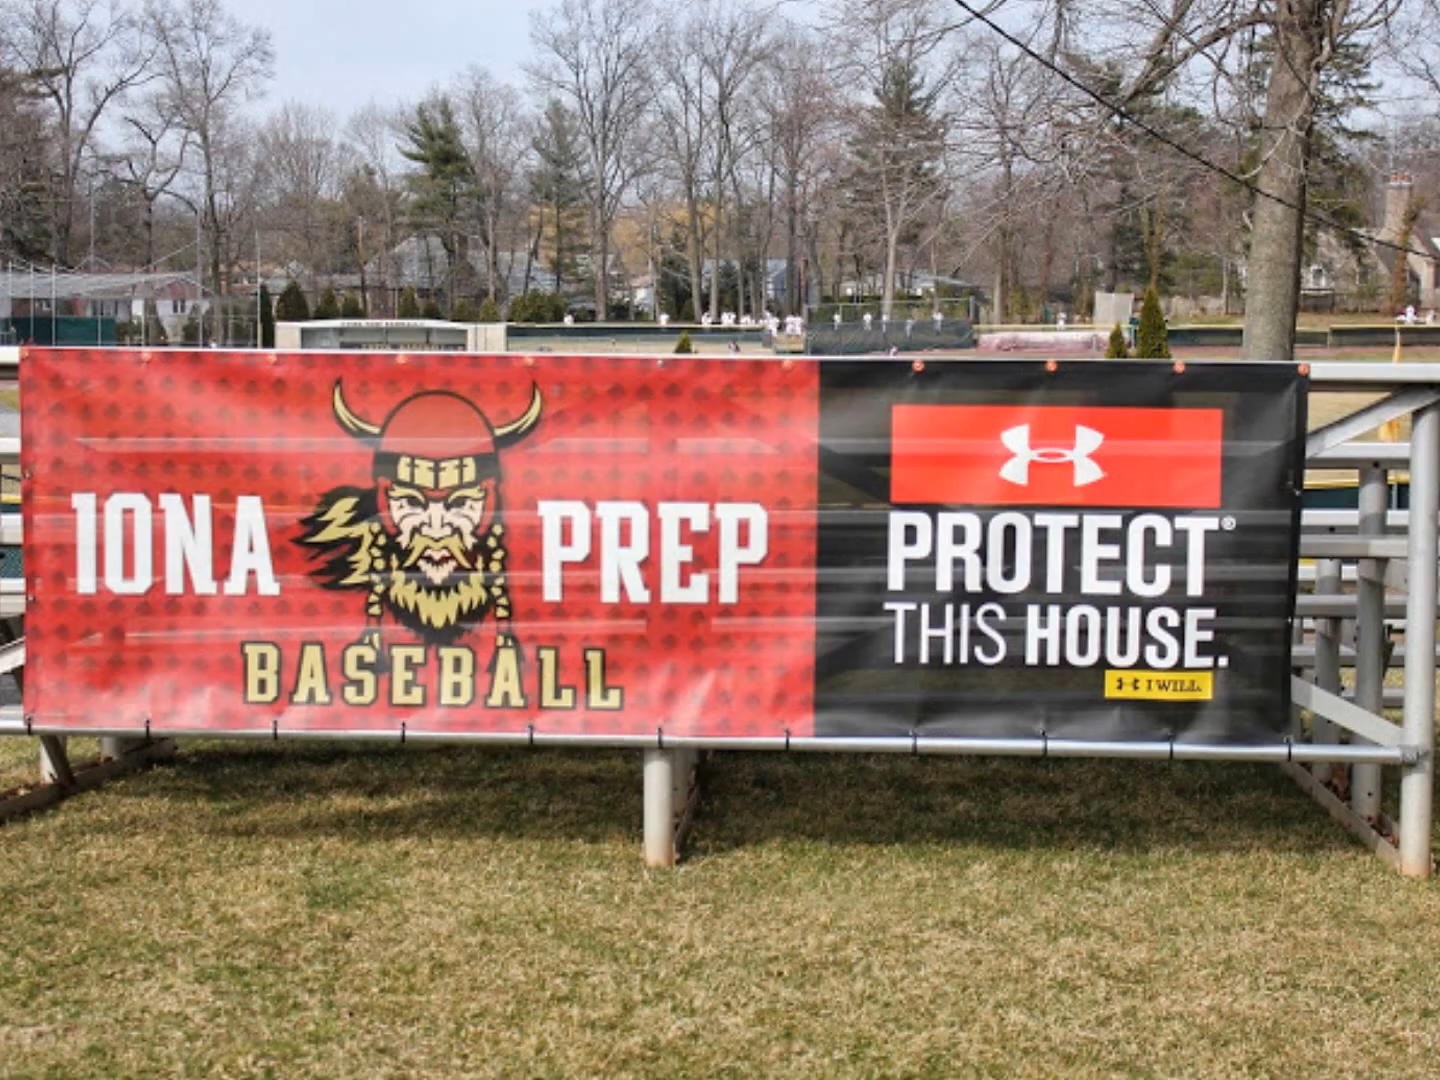 IONA PREP
BASEBALL
PROTECT®
THIS HOUSE.
I WILL